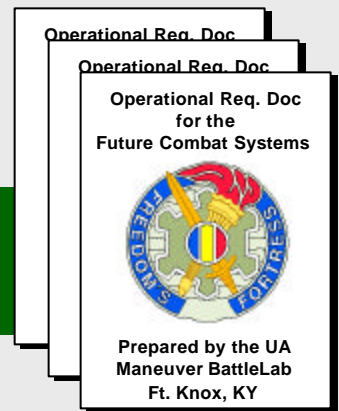 Operational Req. Doc
Operational Req. Doc
Operational Req. Doc
for the
Future Combat Systems
FREEDOM'S FORTRESS
Prepared by the UA
Maneuver BattleLab
Ft. Knox, KY